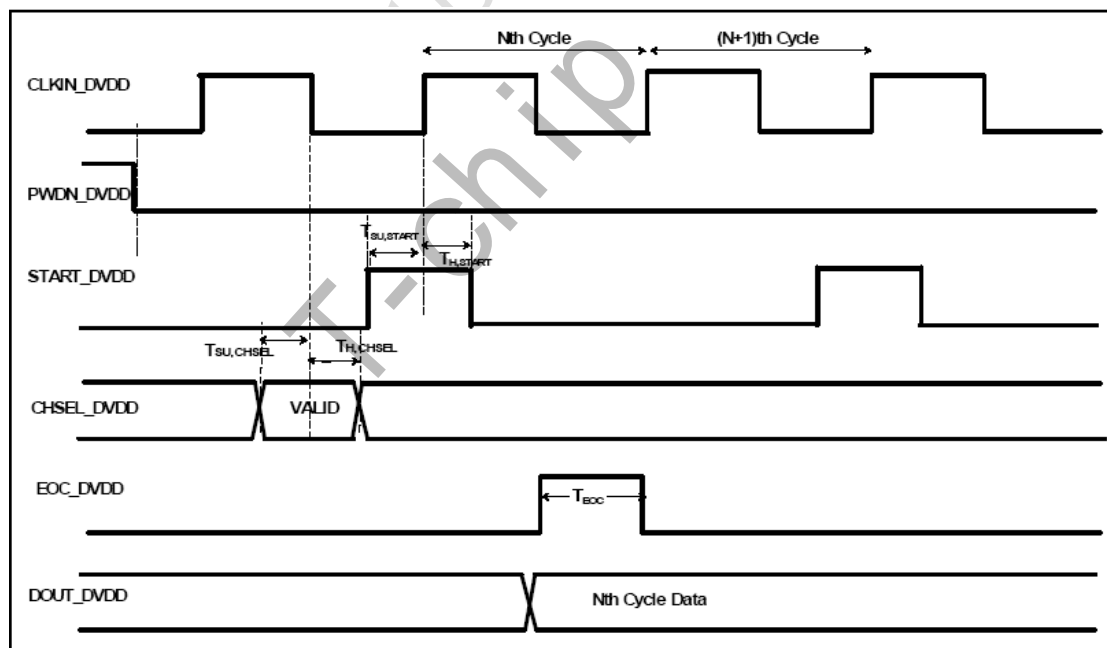 Nth Cycle
(N+1)th Cycle
CLKIN_DVDD
PWDN_DVDD
TSU,START
TH,START
START_DVDD
TSU,CHSEL
TH,CHSEL
CHSEL_DVDD
VALID
EOC_DVDD
TEOC
DOUT_DVDD
Nth Cycle Data
T-chip